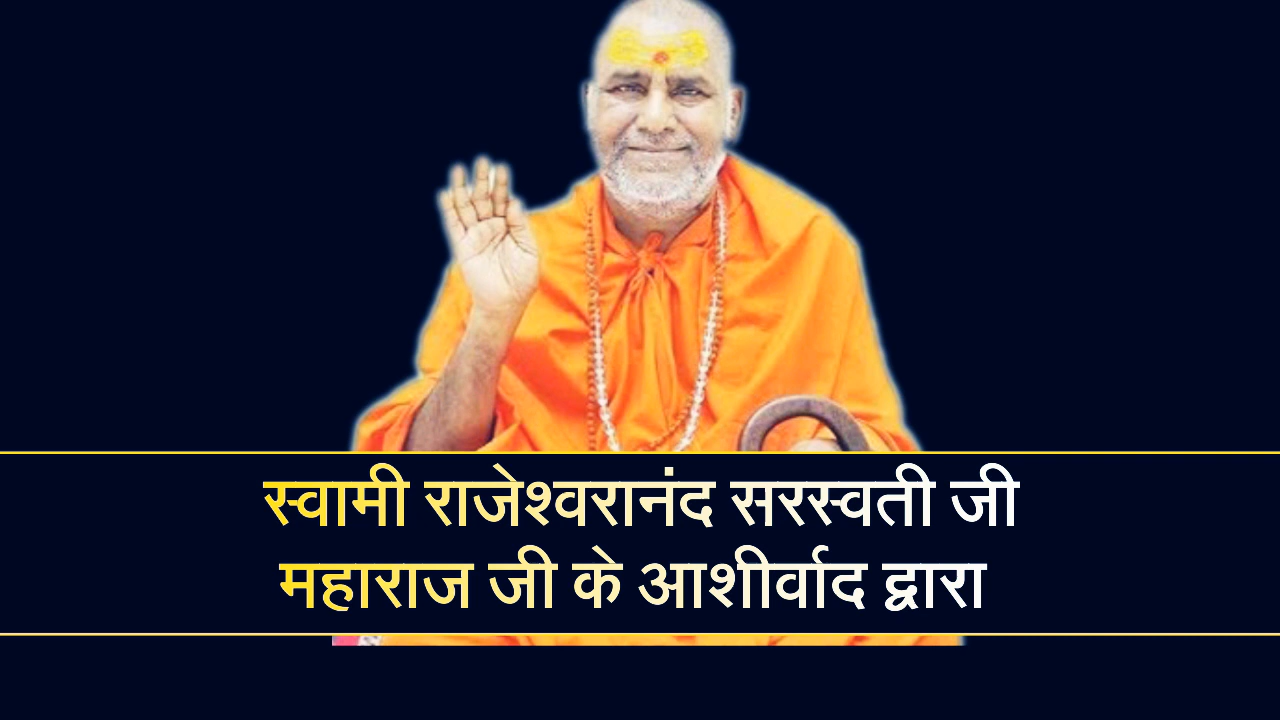 स्वामी राजेश्वरानंद सरस्वती जी
महाराज जी के आशीर्वाद द्वारा